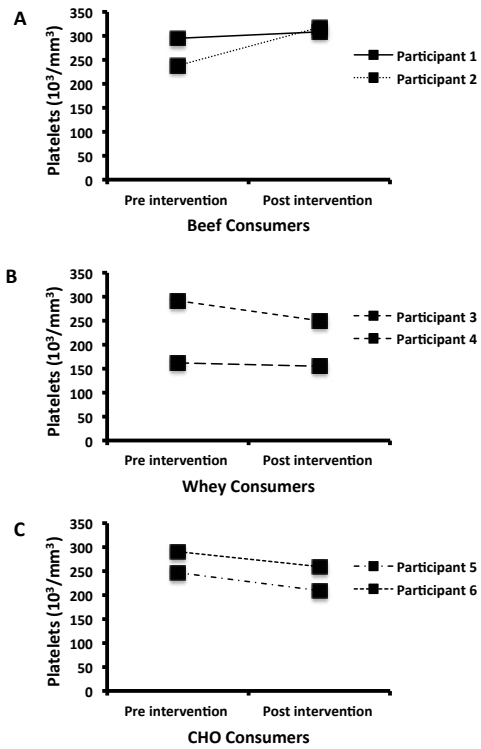 A
Platelets (10³/mm³)
350
300
250
200
150
100
50
0
Participant 1
Participant 2
Pre intervention Post intervention
Beef Consumers
B
Platelets (10³/mm³)
350
300
250
200
150
100
50
0
Participant 3
Participant 4
Pre intervention Post intervention
Whey Consumers
C
Platelets (10³/mm³)
350
300
250
200
150
100
50
0
Participant 5
Participant 6
Pre intervention Post intervention
CHO Consumers